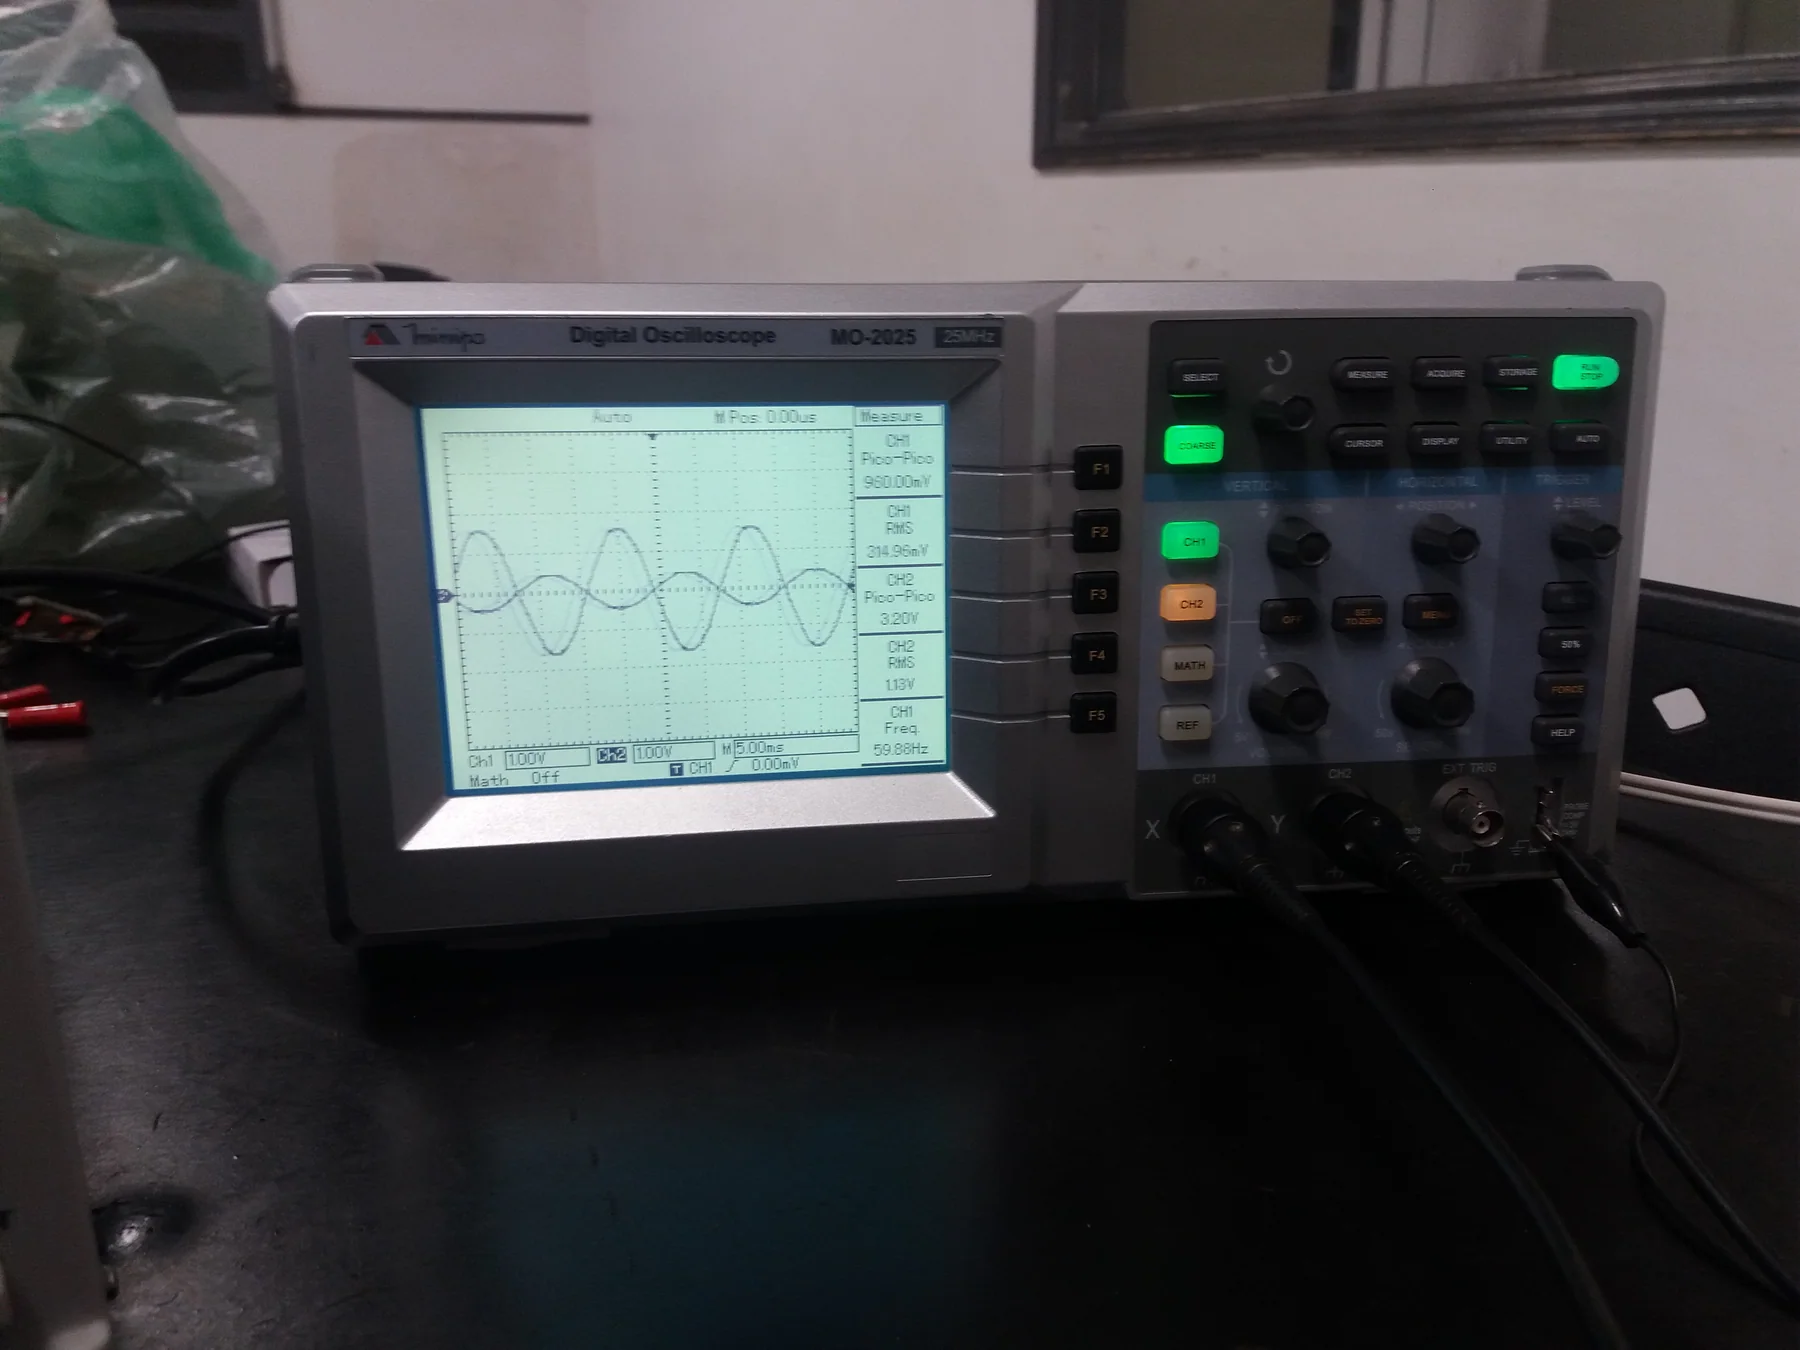 Minipa Digital Oscilloscope MO-2025 25MHz
Auto M Pos: 0.00us Measure
CH1
Pico-Pico
960.00mV
CH1
RMS
314.96mV
CH2
Pico-Pico
3.20V
CH2
RMS
1.13V
CH1
Freq.
59.88Hz
Ch1 1.00V Ch2 1.00V M 5.00ms
Math Off T CH1 0.00mV
F1
F2
F3
F4
F5
SELECT MEASURE ACQUIRE STORAGE RUN
STOP
COARSE CURSOR DISPLAY UTILITY AUTO
VERTICAL HORIZONTAL TRIGGER
POSITION LEVEL
CH1
CH2 OFF SET
TO ZERO MENU
MATH 50%
FORCE
REF HELP
CH1 CH2 EXT TRIG
X Y
PROBE
COMP